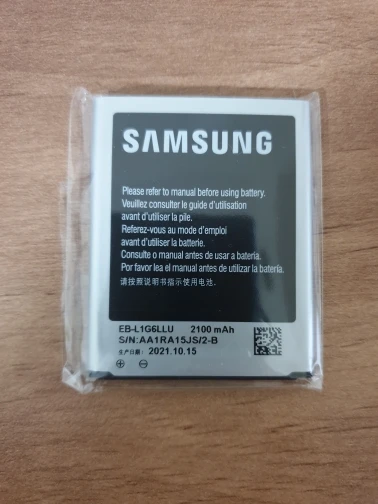 SAMSUNG
Please refer to manual before using battery.
Veuillez consulter le guide d'utilisation
avant d'utiliser la pile.
Referez-vous au mode d'emploi
avant d'utiliser la batterie.
Consulte o manual antes de usar a bateria.
Por favor lea el manual antes de utilizar la batería.
请按照说明书指示使用电池.
EB-L1G6LLU 2100 mAh
S/N:AA1RA15JS/2-B
生产日期: 2021.10.15